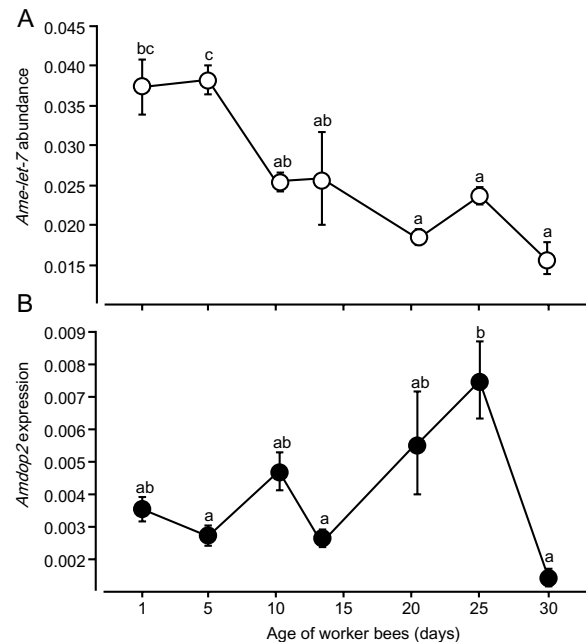 A
0.045
0.040
0.035
0.030
0.025
0.020
0.015
Ame-let-7 abundance
bc
c
ab
ab
a
a
a
B
0.009
0.008
0.007
0.006
0.005
0.004
0.003
0.002
Amdop2 expression
ab
a
ab
a
ab
b
a
1 5 10 15 20 25 30
Age of worker bees (days)